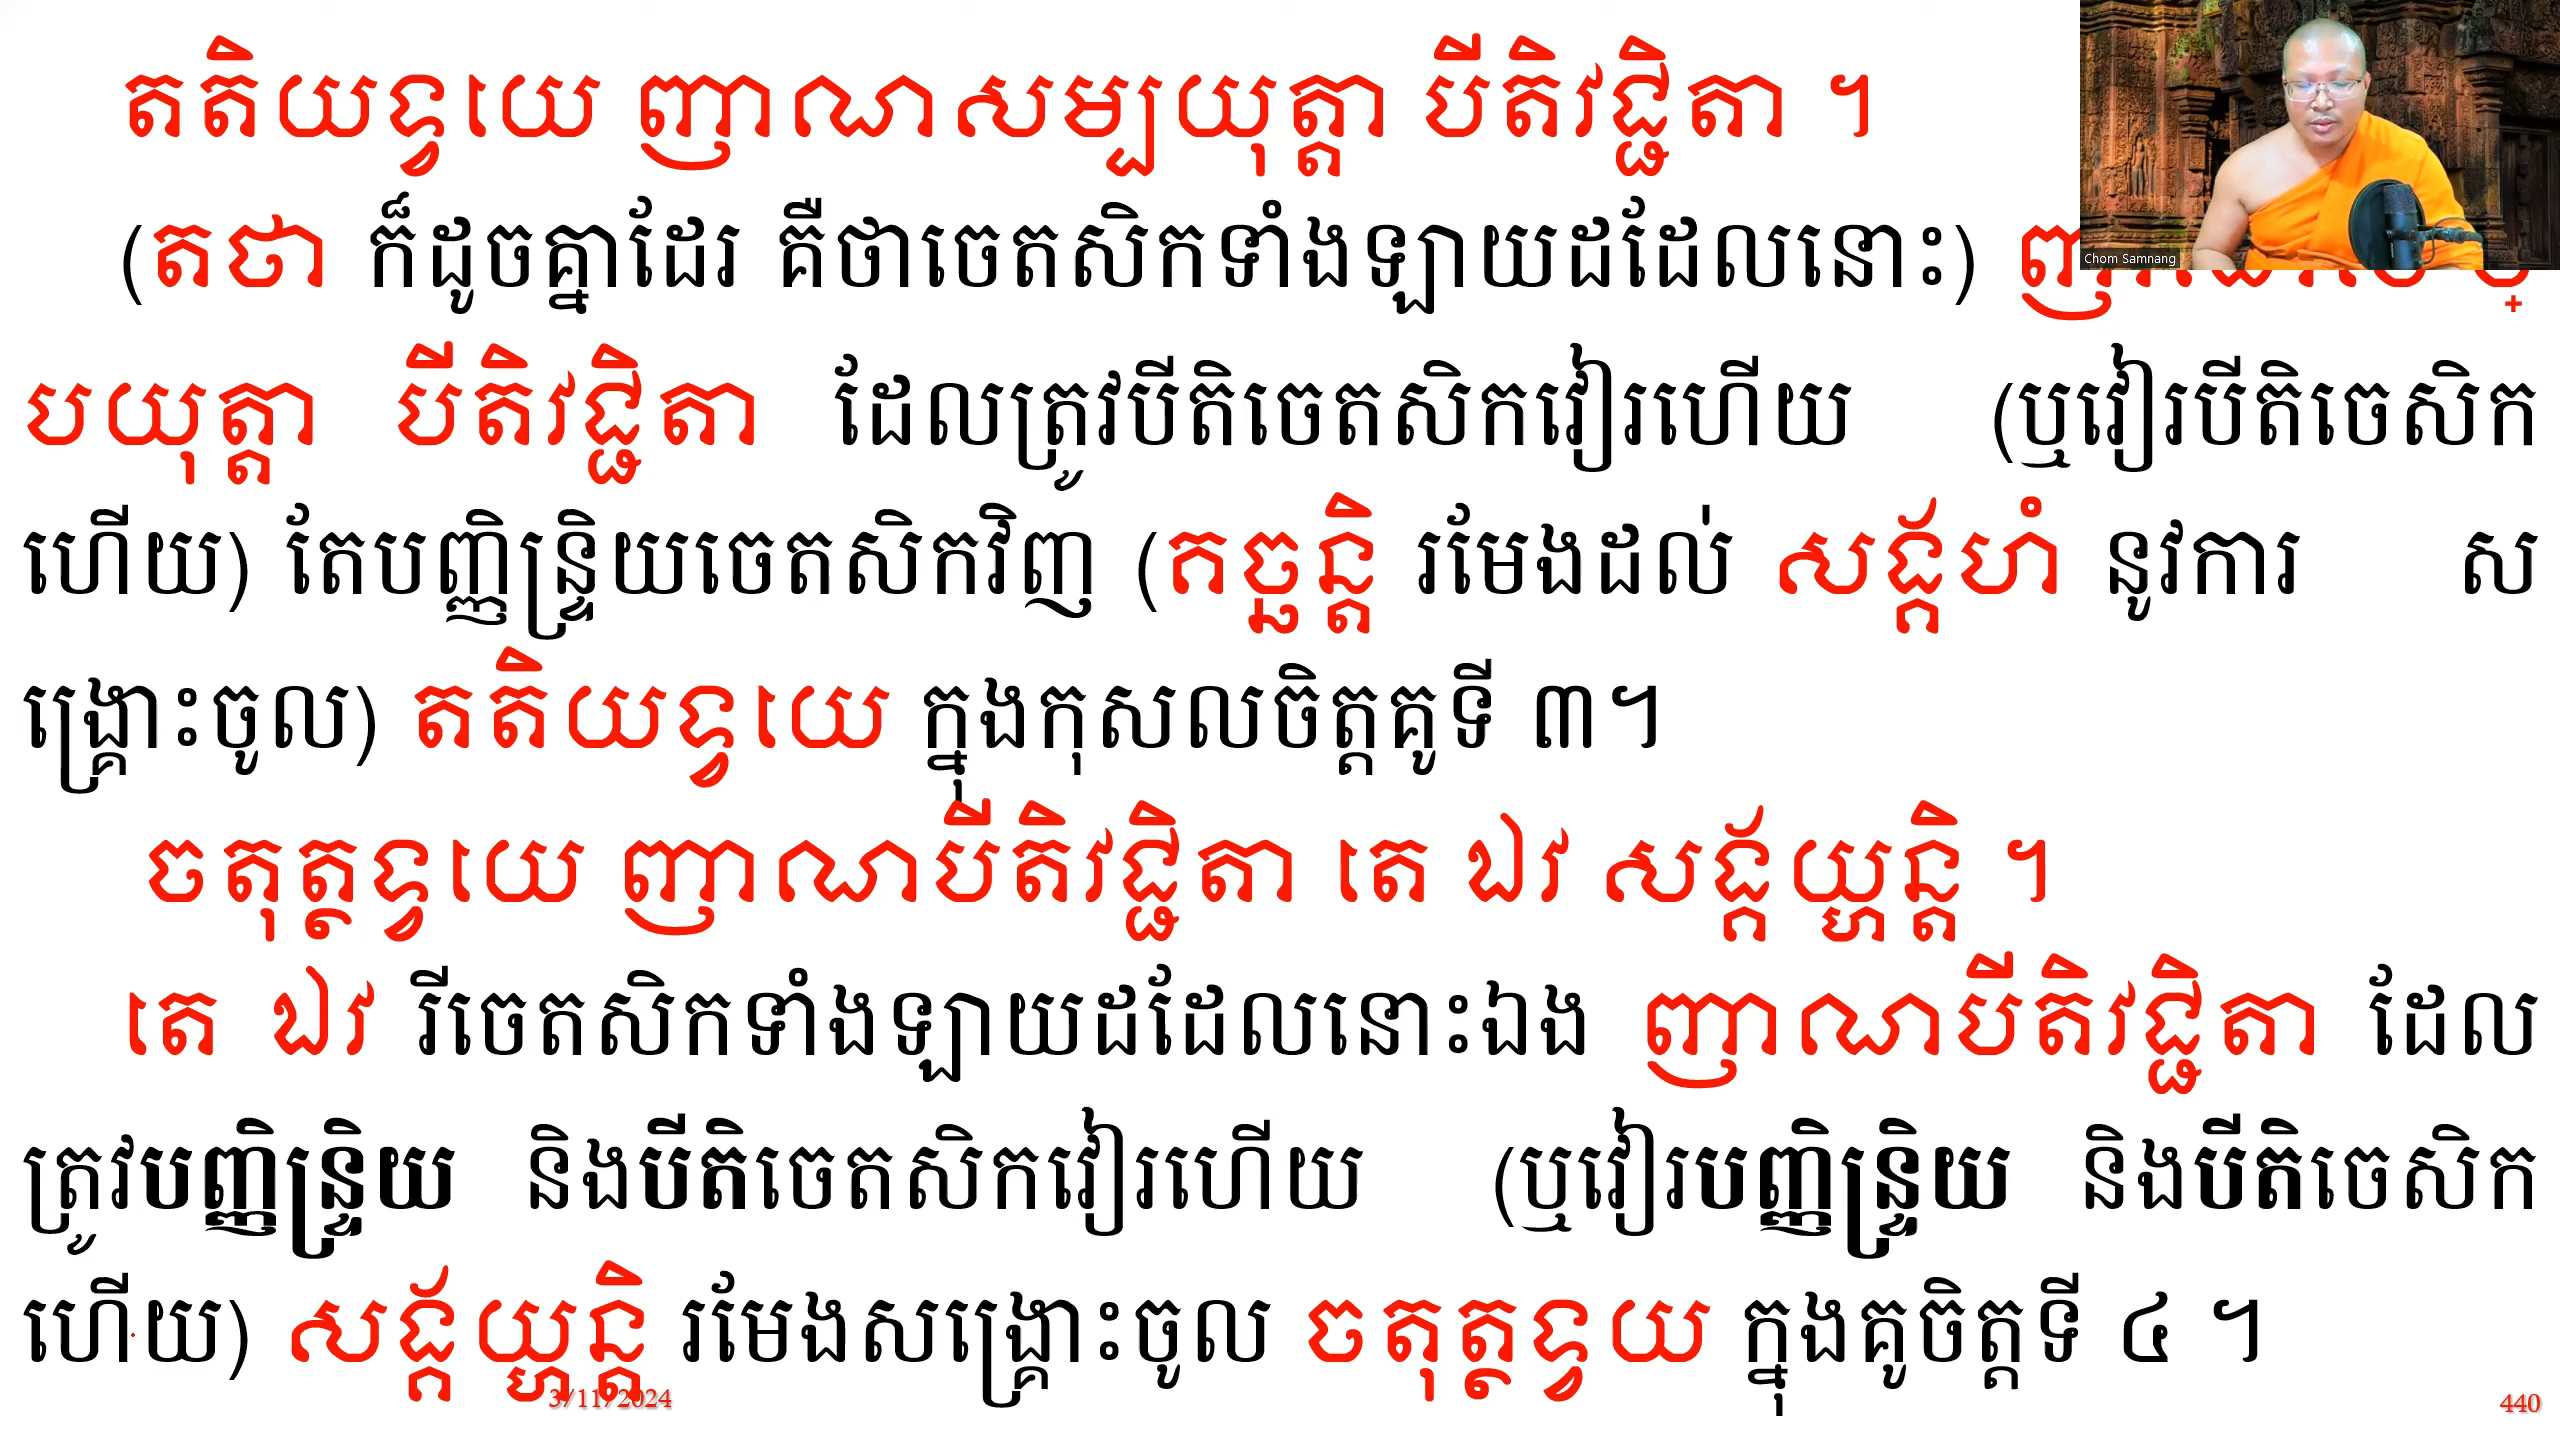 តតិយទ្វយេ ញាណសម្បយុត្តា បីតិវជ្ជិតា ។
Chom Samnang
(តថា ក៏ដូចគ្នាដែរ គឺថាចេតសិកទាំងឡាយដដែលនោះ)
បយុត្តា បីតិវជ្ជិតា ដែលត្រូវបីតិចេតសិកវៀរហើយ (ឬវៀរបីតិចេសិក
ហើយ) តែបញ្ញិន្ទ្រិយចេតសិកវិញ (គច្ឆន្តិ រមែងដល់ សង្គ័ហំ នូវការ ស
ង្គ្រោះចូល) តតិយទ្វយេ ក្នុងកុសលចិត្តគូទី ៣។
ចតុត្ថទ្វយេ ញាណបីតិវជ្ជិតា តេ ឯវ សង្គ័យ្ហន្តិ ។
តេ ឯវ រីចេតសិកទាំងឡាយដដែលនោះឯង ញាណបីតិវជ្ជិតា ដែល
ត្រូវបញ្ញិន្ទ្រិយ និងបីតិចេតសិកវៀរហើយ (ឬវៀរបញ្ញិន្ទ្រិយ និងបីតិចេសិក
ហើយ) សង្គ័យ្ហន្តិ រមែងសង្គ្រោះចូល ចតុត្ថទ្វយ ក្នុងគូចិត្តទី ៤ ។
3/11/2024
440